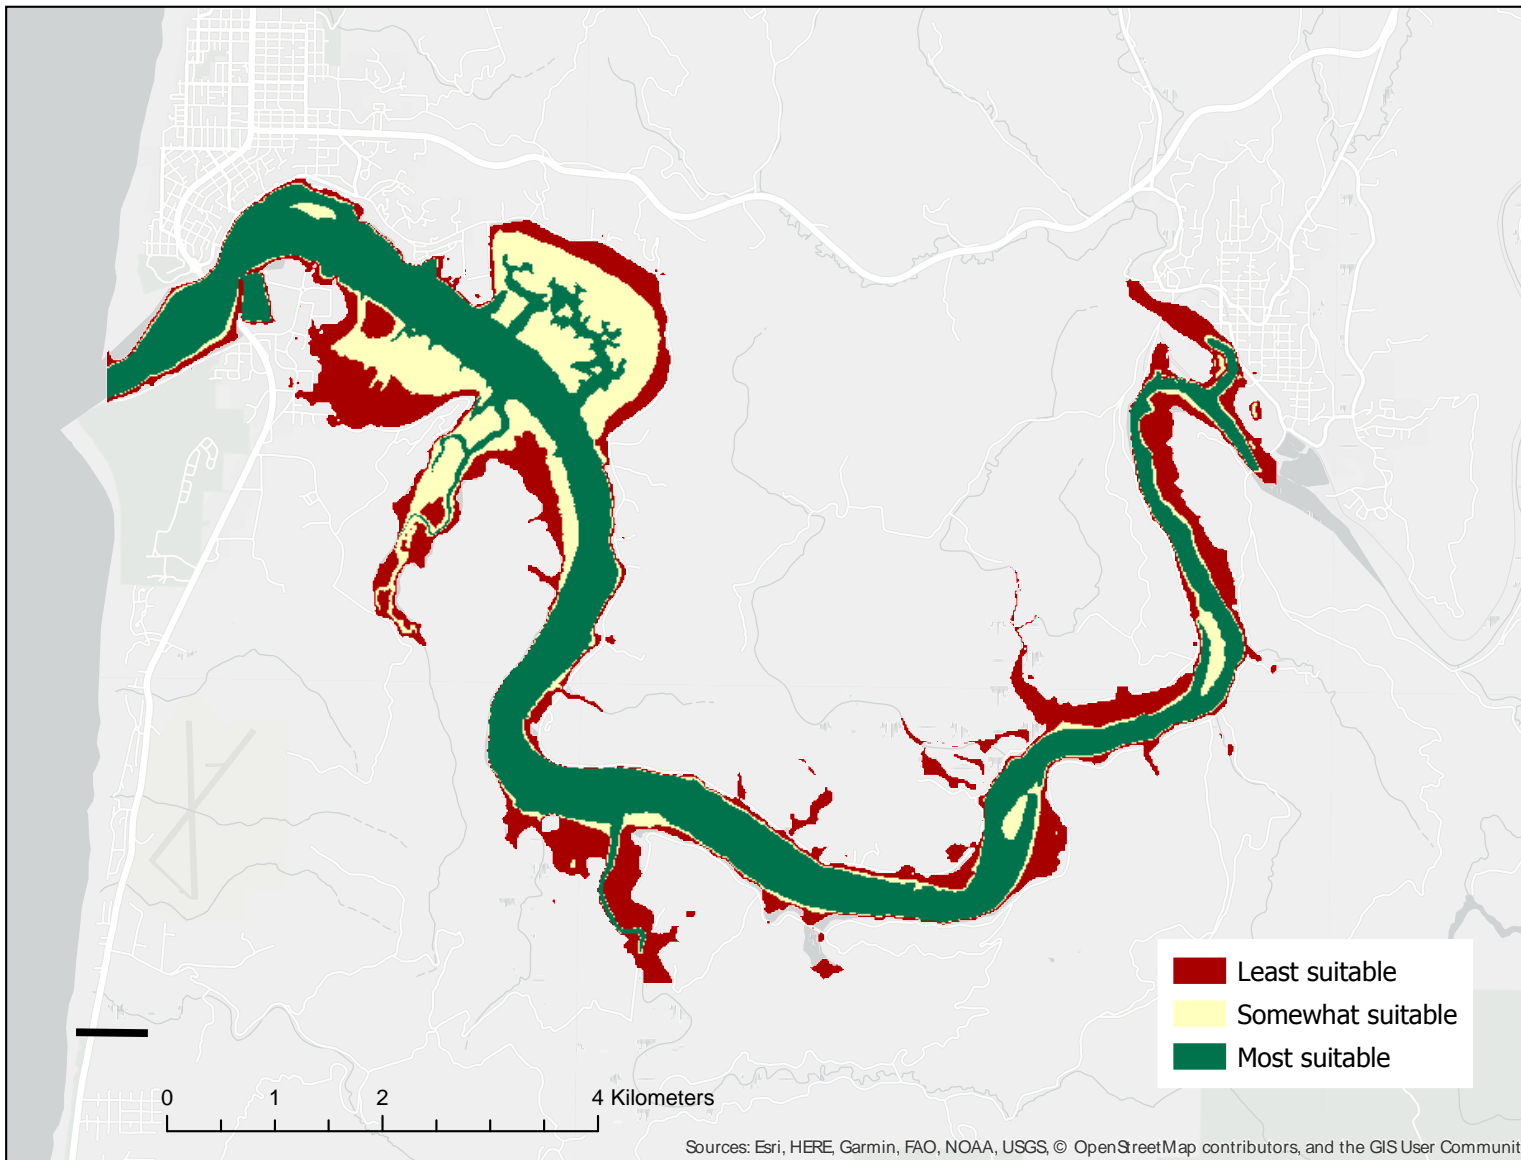 Least suitable
Somewhat suitable
Most suitable
0 1 2 4 Kilometers
Sources: Esri, HERE, Garmin, FAO, NOAA, USGS, © OpenStreetMap contributors, and the GIS User Communit